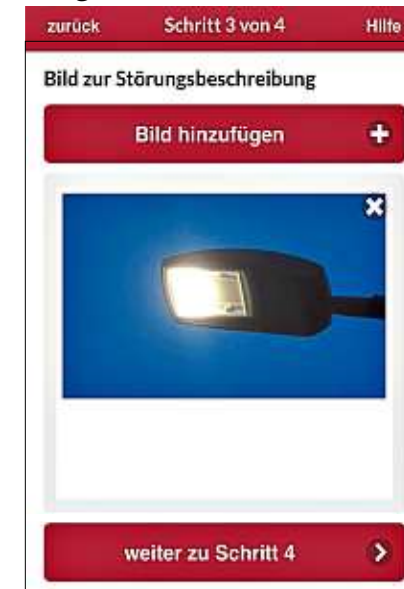 zurück Schritt 3 von 4 Hilfe
Bild zur Störungsbeschreibung
Bild hinzufügen
weiter zu Schritt 4